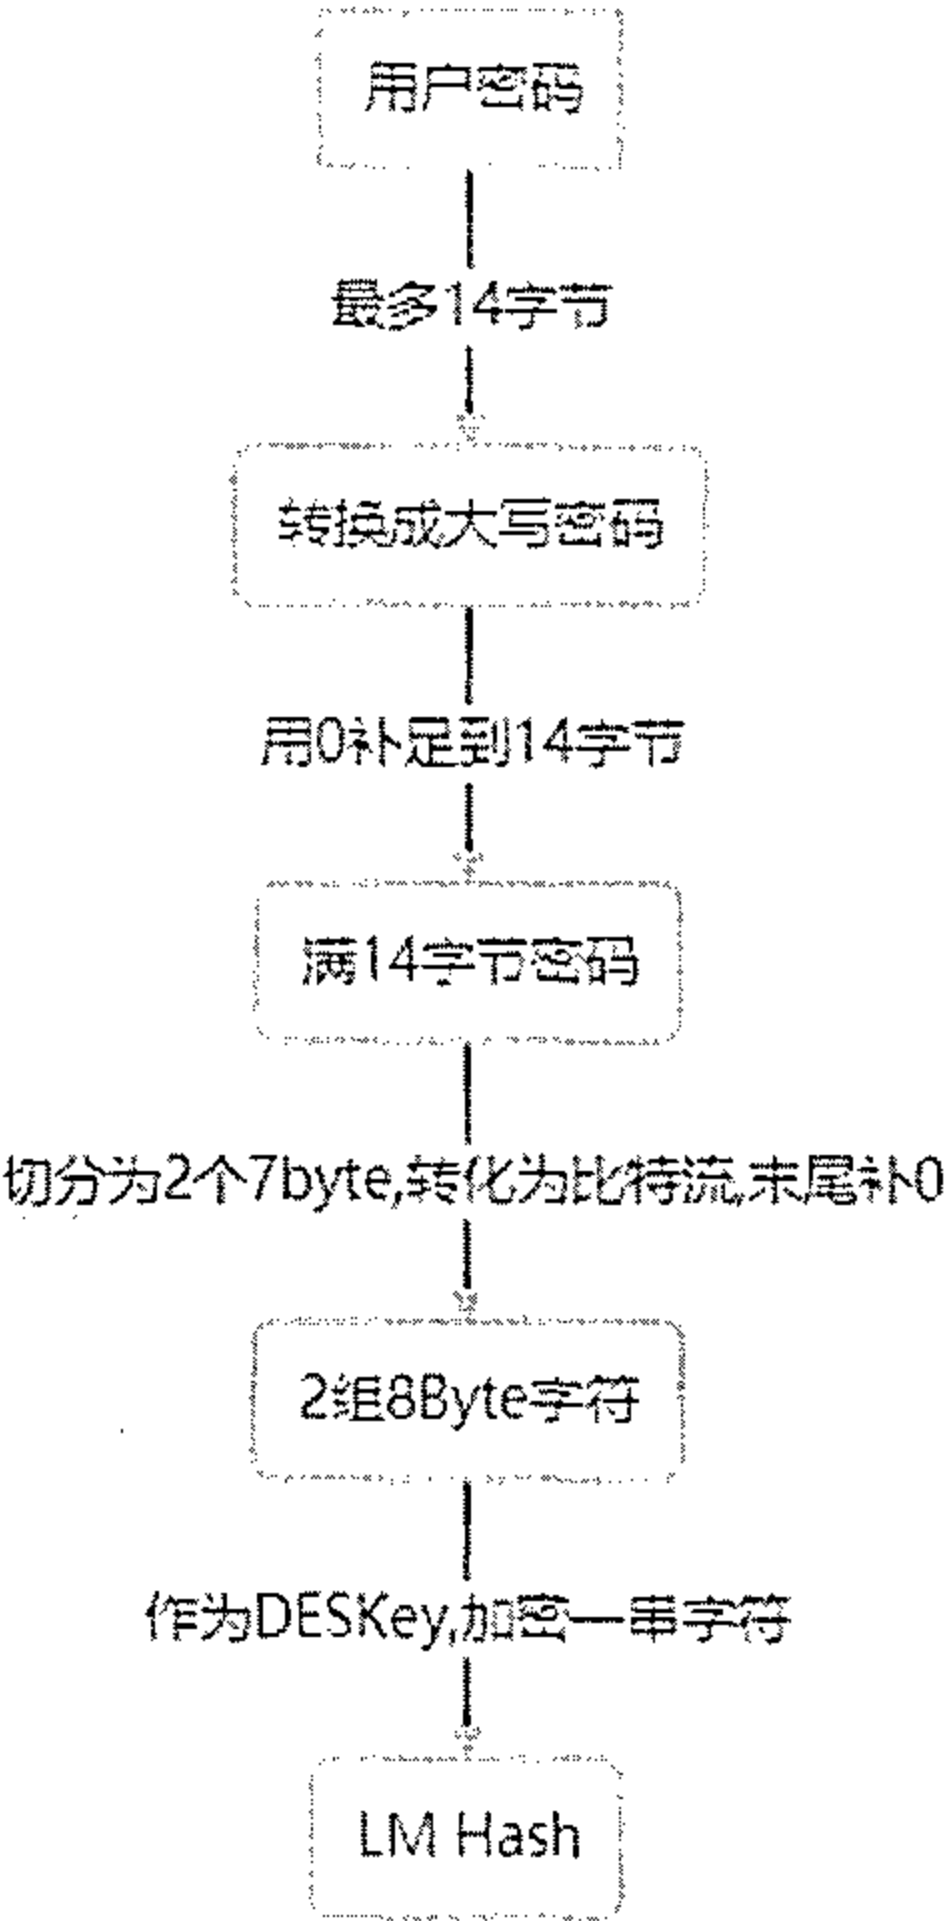 用户密码
最多14字节
转换成大写密码
用0补足到14字节
满14字节密码
切分为2个7byte,转化为比特流,末尾补0
2组8Byte字符
作为DESKey,加密一串字符
LM Hash